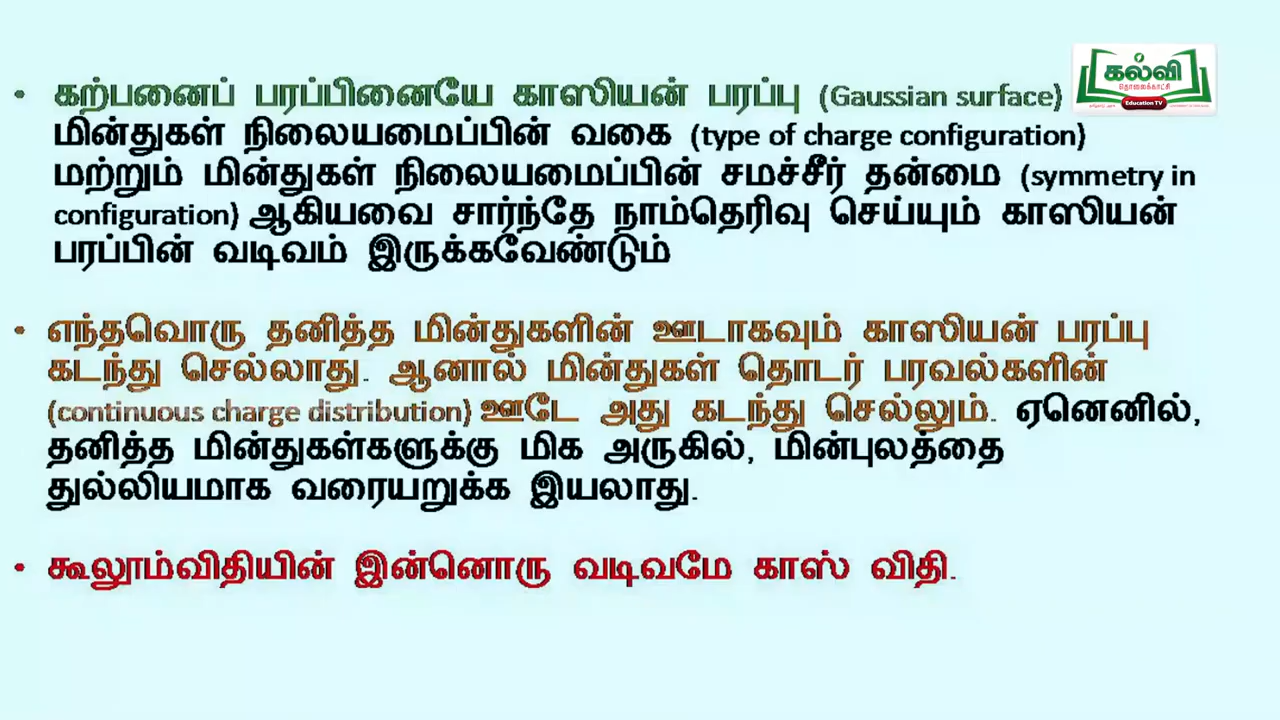 • கற்பனைப் பரப்பினையே காஸியன் பரப்பு (Gaussian surface)
மின்துகள் நிலையமைப்பின் வகை (type of charge configuration)
மற்றும் மின்துகள் நிலையமைப்பின் சமச்சீர் தன்மை (symmetry in
configuration) ஆகியவை சார்ந்தே நாம்தெரிவு செய்யும் காஸியன்
பரப்பின் வடிவம் இருக்கவேண்டும்
• எந்தவொரு தனித்த மின்துகளின் ஊடாகவும் காஸியன் பரப்பு
கடந்து செல்லாது. ஆனால் மின்துகள் தொடர் பரவல்களின்
(continuous charge distribution) ஊடே அது கடந்து செல்லும். ஏனெனில்,
தனித்த மின்துகள்களுக்கு மிக அருகில், மின்புலத்தை
துல்லியமாக வரையறுக்க இயலாது.
• கூலூம்விதியின் இன்னொரு வடிவமே காஸ் விதி.
கல்வி
தொலைக்காட்சி
Education TV